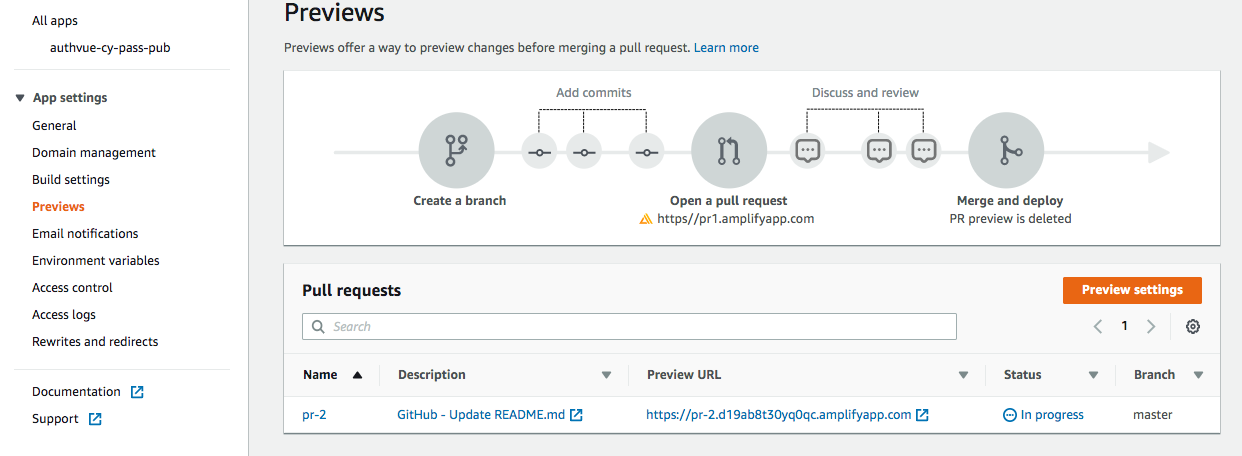 All apps
authvue-cy-pass-pub
App settings
General
Domain management
Build settings
Previews
Email notifications
Environment variables
Access control
Access logs
Rewrites and redirects
Documentation
Support
Previews
Previews offer a way to preview changes before merging a pull request. Learn more
Add commits
Discuss and review
Create a branch
Open a pull request
https//pr1.amplifyapp.com
Merge and deploy
PR preview is deleted
Pull requests
Preview settings
Search
1
Name Description Preview URL Status Branch
pr-2 GitHub - Update README.md https://pr-2.d19ab8t30yq0qc.amplifyapp.com In progress master